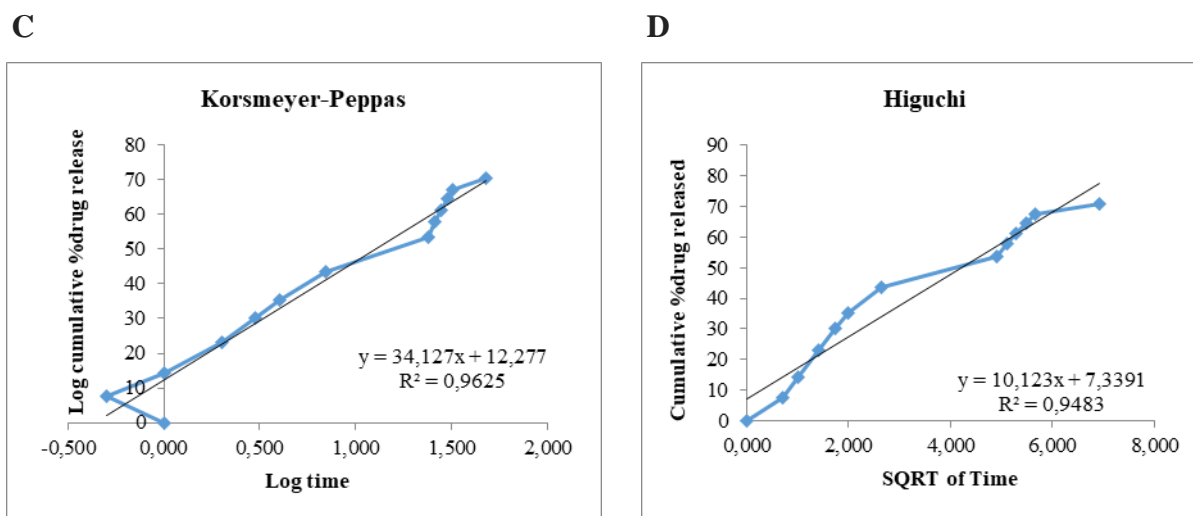 C
D
Korsmeyer-Peppas
Log cumulative %drug release
80
70
60
50
40
30
20
10
0
-0,500
0,000
0,500
1,000
1,500
2,000
y = 34,127x + 12,277
R² = 0,9625
Log time
Higuchi
Cumulative %drug released
90
80
70
60
50
40
30
20
10
0
0,000
2,000
4,000
6,000
8,000
y = 10,123x + 7,3391
R² = 0,9483
SQRT of Time